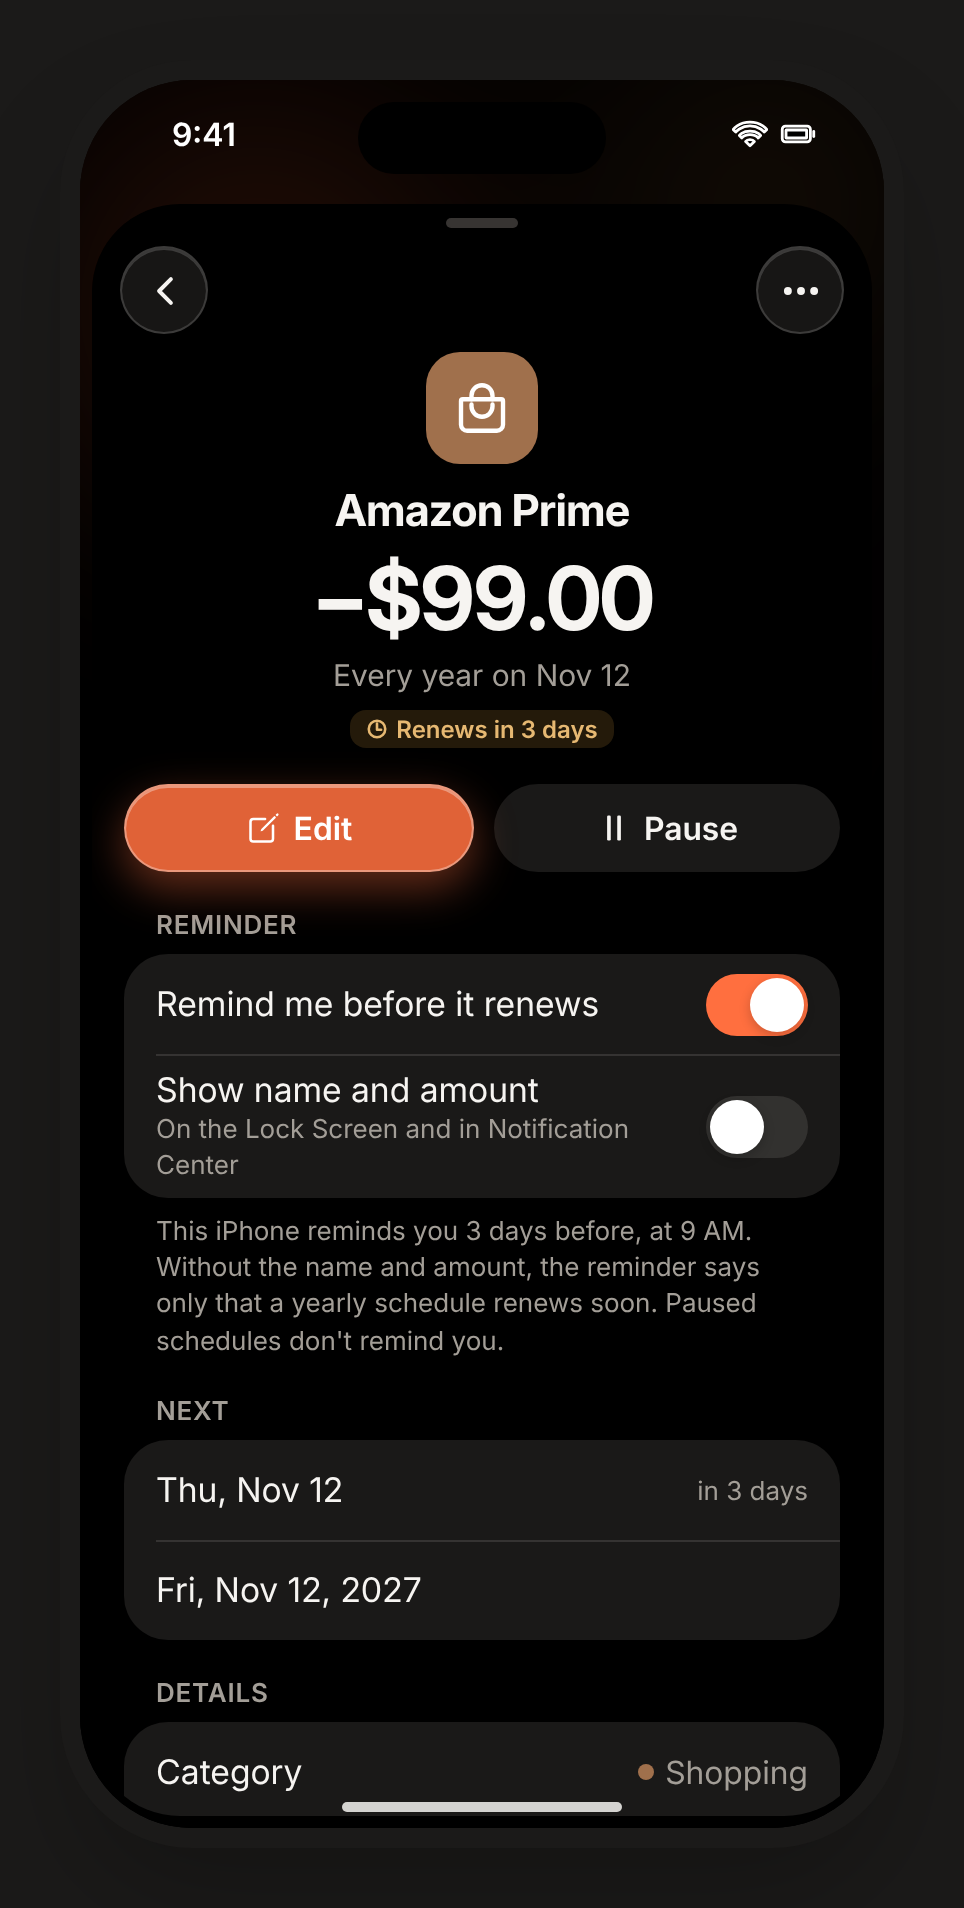 9:41
Amazon Prime
–$99.00
Every year on Nov 12
Renews in 3 days
Edit
Pause
REMINDER
Remind me before it renews
Show name and amount
On the Lock Screen and in Notification
Center
This iPhone reminds you 3 days before, at 9 AM.
Without the name and amount, the reminder says
only that a yearly schedule renews soon. Paused
schedules don't remind you.
NEXT
Thu, Nov 12
in 3 days
Fri, Nov 12, 2027
DETAILS
Category
Shopping